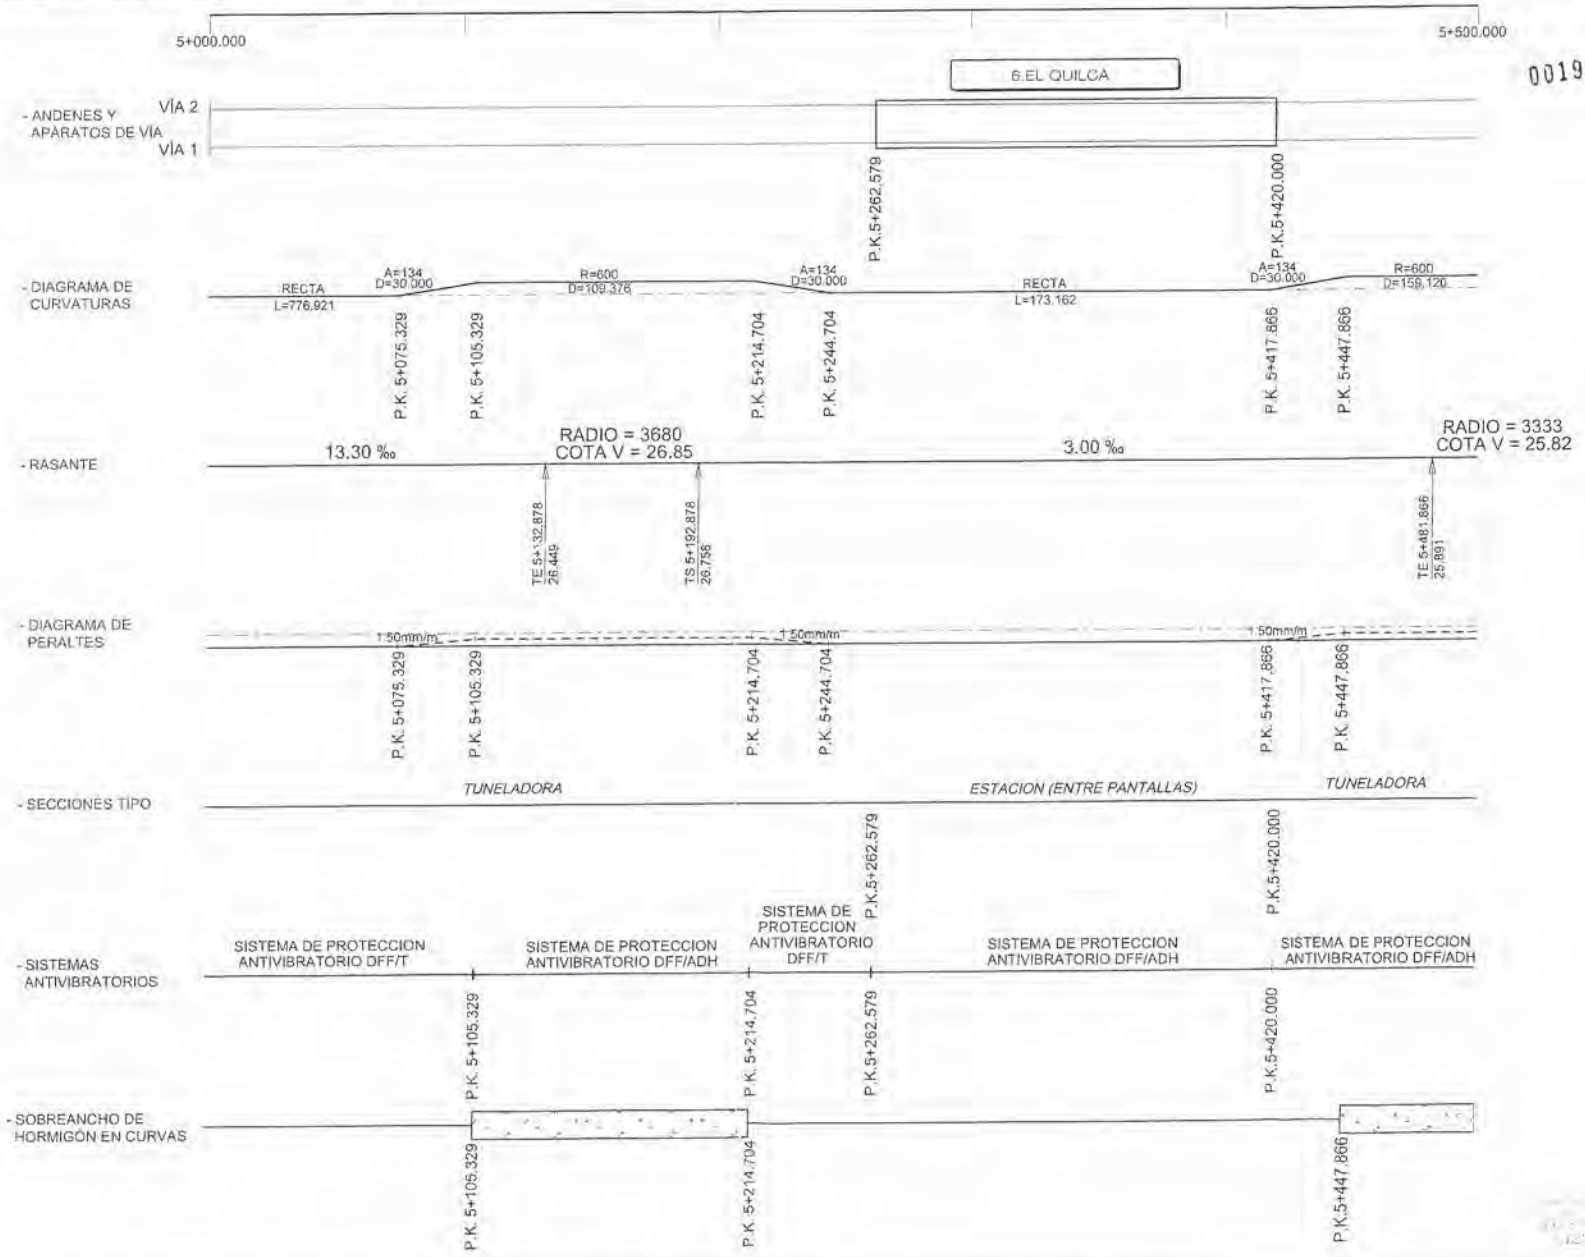 5+000.000
5+500.000
0019
6.EL QUILCA
- ANDENES Y
APARATOS DE VÍA
VÍA 2
VÍA 1
P.K.5+262.579
P.K.5+420.000
- DIAGRAMA DE
CURVATURAS
RECTA
L=776.921
A=134
D=30.000
R=600
D=109.376
A=134
D=30.000
RECTA
L=173.162
A=134
D=30.000
R=600
D=159.120
P.K. 5+075.329
P.K. 5+105.329
P.K. 5+214.704
P.K. 5+244.704
P.K. 5+417.866
P.K. 5+447.866
- RASANTE
13.30 ‰
RADIO = 3680
COTA V = 26.85
3.00 ‰
RADIO = 3333
COTA V = 25.82
TE 5+132.878
26.449
TS 5+192.878
26.758
TE 5+481.866
25.891
- DIAGRAMA DE
PERALTES
1.50mm/m
1.50mm/m
1.50mm/m
P.K. 5+075.329
P.K. 5+105.329
P.K. 5+214.704
P.K. 5+244.704
P.K. 5+417.866
P.K. 5+447.866
- SECCIONES TIPO
TUNELADORA
ESTACION (ENTRE PANTALLAS)
TUNELADORA
P.K.5+262.579
P.K.5+420.000
- SISTEMAS
ANTIVIBRATORIOS
SISTEMA DE PROTECCION
ANTIVIBRATORIO DFF/T
SISTEMA DE PROTECCION
ANTIVIBRATORIO DFF/ADH
SISTEMA DE
PROTECCION
ANTIVIBRATORIO
DFF/T
SISTEMA DE PROTECCION
ANTIVIBRATORIO DFF/ADH
SISTEMA DE PROTECCION
ANTIVIBRATORIO DFF/ADH
P.K. 5+105.329
P.K. 5+214.704
P.K.5+262.579
P.K.5+420.000
- SOBREANCHO DE
HORMIGÓN EN CURVAS
P.K. 5+105.329
P.K. 5+214.704
P.K.5+447.866